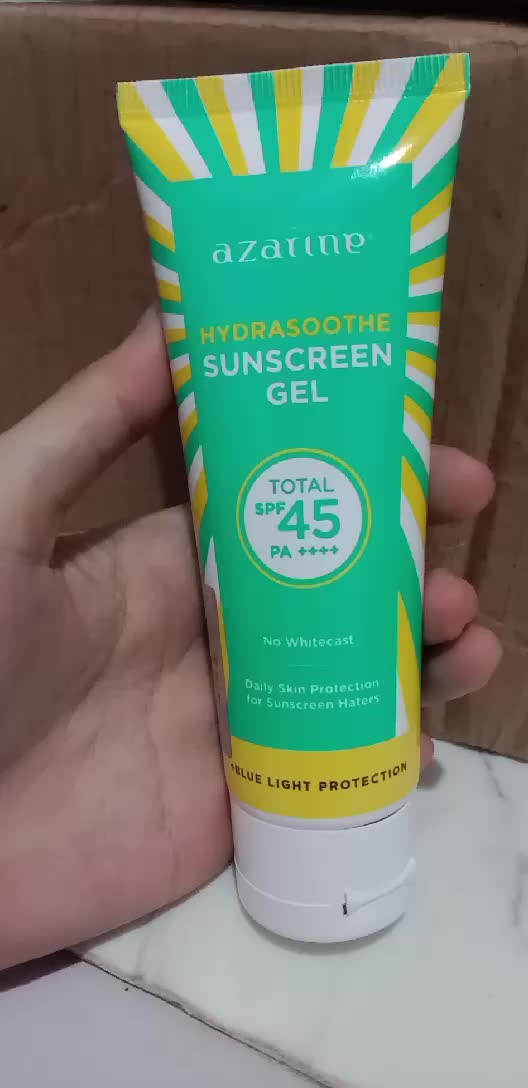 azarine®
HYDRASOOTHE
SUNSCREEN
GEL
TOTAL
SPF 45
PA ++++
No Whitecast
Daily Skin Protection
for Sunscreen Haters
+BLUE LIGHT PROTECTION